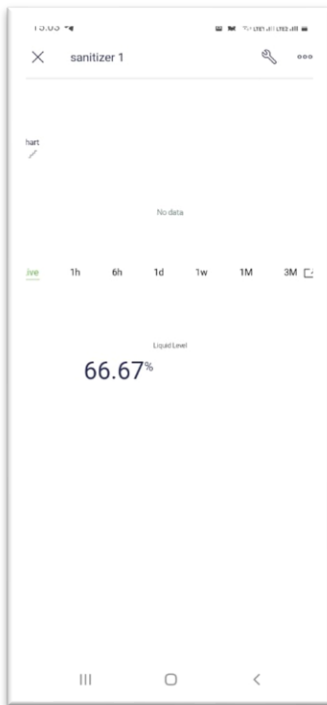 sanitizer 1
hart
No data
ive 1h 6h 1d 1w 1M 3M
Liquid Level
66.67%